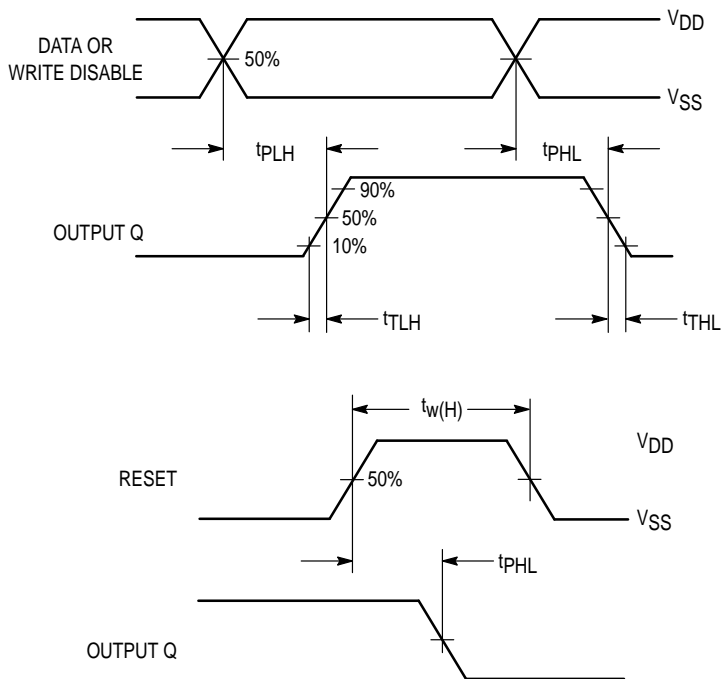 DATA OR
WRITE DISABLE
50%
VDD
VSS
tPLH
tPHL
90%
50%
10%
OUTPUT Q
tTLH
tTHL
tw(H)
VDD
RESET
50%
VSS
tPHL
OUTPUT Q